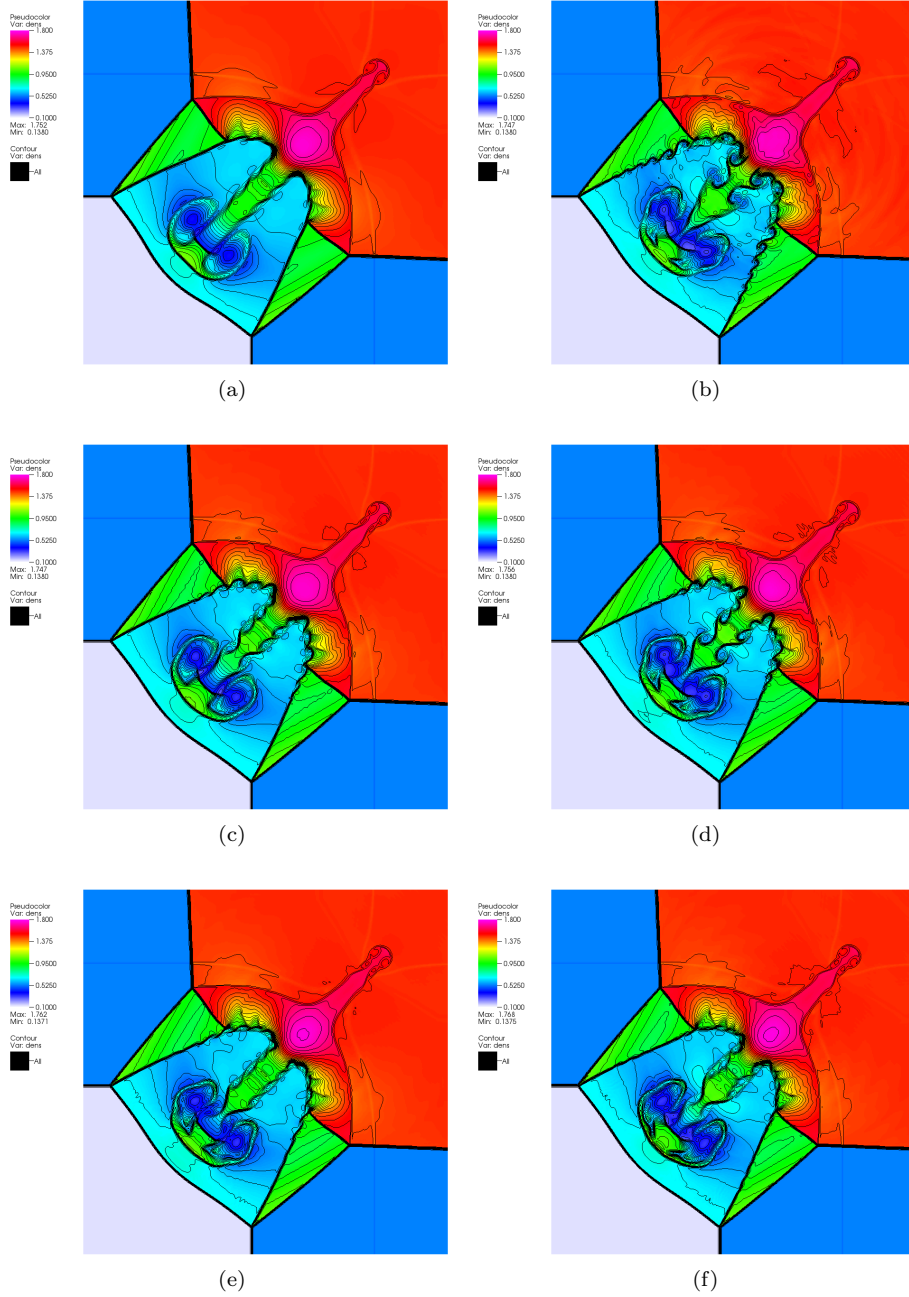 Pseudocolor
Var: dens
1.800
1.375
0.9500
0.5250
0.1000
Max: 1.752
Min: 0.1380
Contour
Var: dens
All
(a)
Pseudocolor
Var: dens
1.800
1.375
0.9500
0.5250
0.1000
Max: 1.747
Min: 0.1380
Contour
Var: dens
All
(b)
Pseudocolor
Var: dens
1.800
1.375
0.9500
0.5250
0.1000
Max: 1.747
Min: 0.1380
Contour
Var: dens
All
(c)
Pseudocolor
Var: dens
1.800
1.375
0.9500
0.5250
0.1000
Max: 1.756
Min: 0.1380
Contour
Var: dens
All
(d)
Pseudocolor
Var: dens
1.800
1.375
0.9500
0.5250
0.1000
Max: 1.762
Min: 0.1371
Contour
Var: dens
All
(e)
Pseudocolor
Var: dens
1.800
1.375
0.9500
0.5250
0.1000
Max: 1.768
Min: 0.1375
Contour
Var: dens
All
(f)